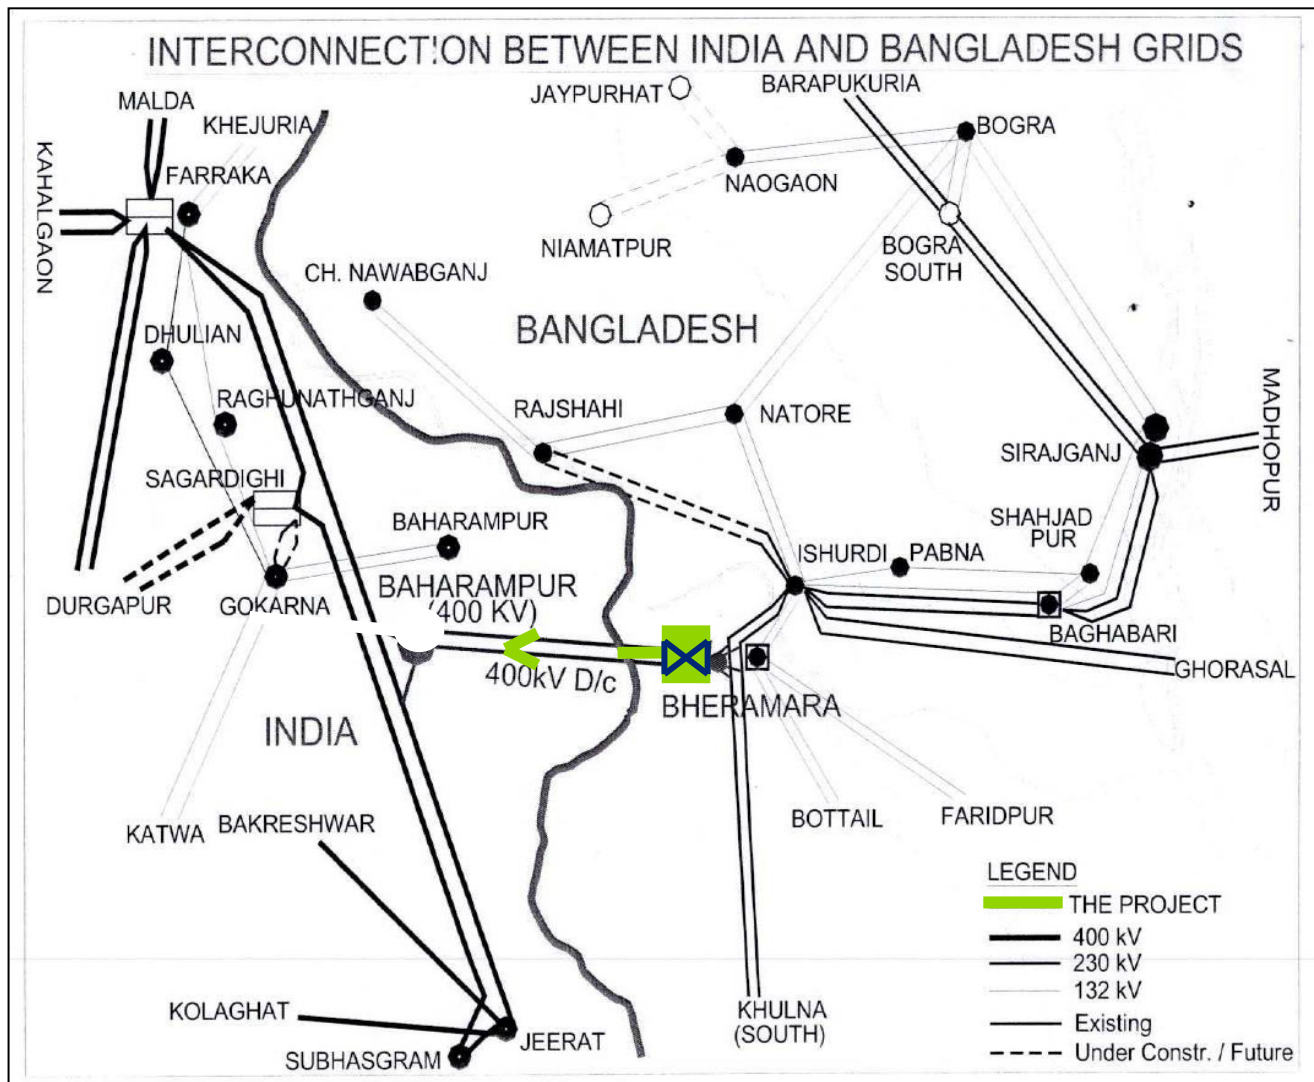 INTERCONNECTION BETWEEN INDIA AND BANGLADESH GRIDS
MALDA
KHEJURIA
FARRAKA
KAHALGAON
JAYPURHAT
BARAPUKURIA
BOGRA
NAOGAON
NIAMATPUR
BOGRA
SOUTH
CH. NAWABGANJ
BANGLADESH
DHULIAN
RAGHUNATHGANJ
RAJSHAHI
NATORE
SIRAJGANJ
MADHOPUR
SAGARDIGHI
BAHARAMPUR
SHAHJAD
PUR
ISHURDI
PABNA
DURGAPUR
GOKARNA
BAHARAMPUR
(400 KV)
BAGHABARI
GHORASAL
400kV D/c
BHERAMARA
INDIA
KATWA
BAKRESHWAR
BOTTAIL
FARIDPUR
KOLAGHAT
SUBHASGRAM
JEERAT
KHULNA
(SOUTH)
LEGEND
THE PROJECT
400 kV
230 kV
132 kV
Existing
Under Constr. / Future